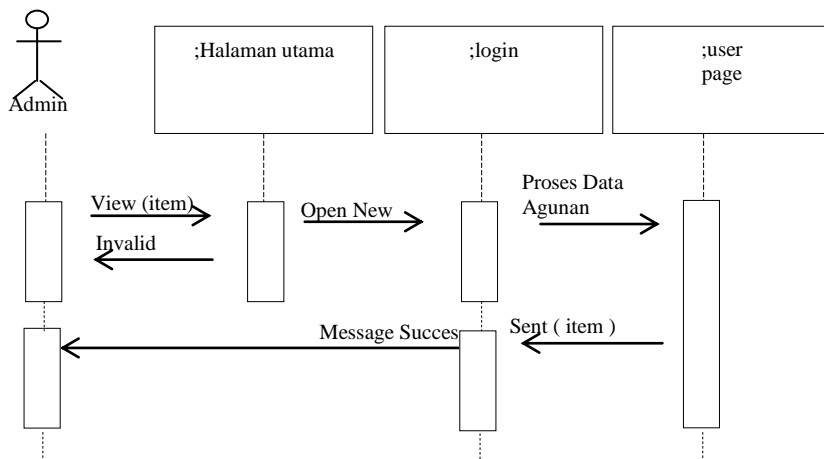 ;Halaman utama
;login
;user
page
Admin
View (item)
Open New
Proses Data
Agunan
Invalid
Message Succes
Sent ( item )